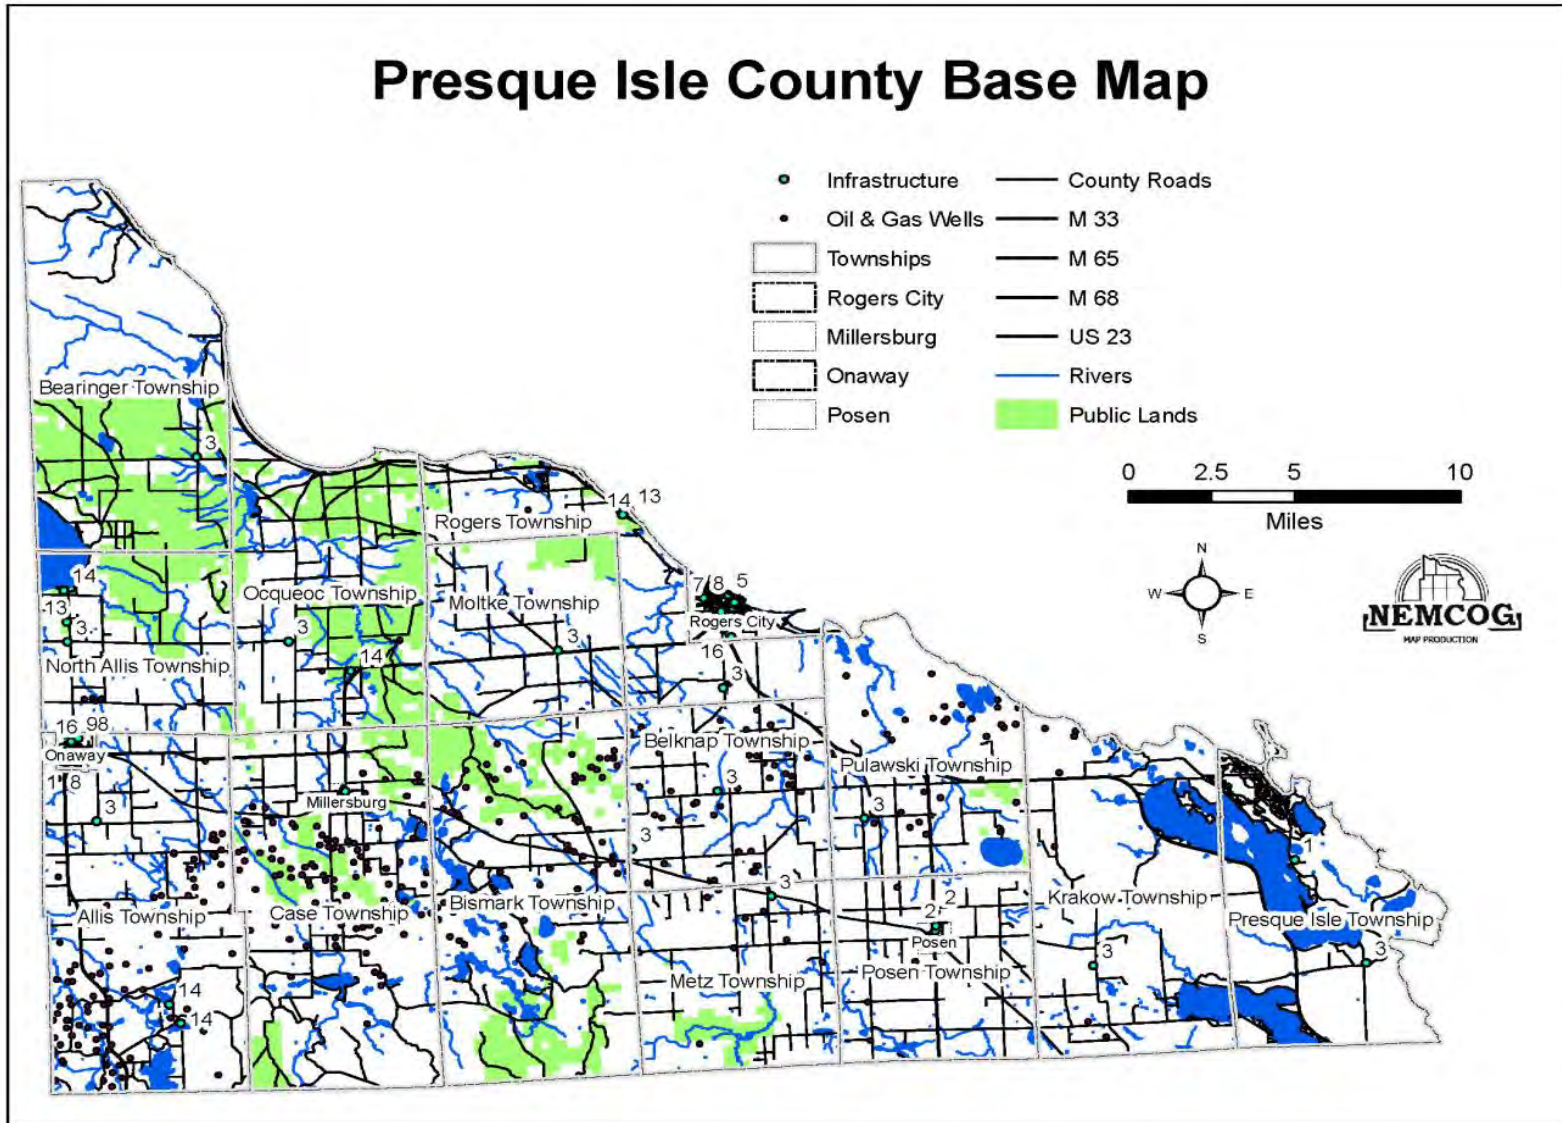 Presque Isle County Base Map
Infrastructure
Oil & Gas Wells
Townships
Rogers City
Millersburg
Onaway
Posen
County Roads
M 33
M 65
M 68
US 23
Rivers
Public Lands
0 2.5 5 10
Miles
N
W E
S
NEMCOG
MAP PRODUCTION
Bearinger Township
3
14 13
Rogers Township
14
Ocqueoc Township
Moltke Township
7 8 5
Rogers City
13
3
3
3
16
North Allis Township
14
3
16 98
Onaway
Belknap Township
Pulawski Township
18
Millersburg
3
3
3
3
1
Allis Township
Case Township
Bismark Township
3
2 2
Krakow Township
Presque Isle Township
Posen
3
3
Metz Township
Posen Township
14
14